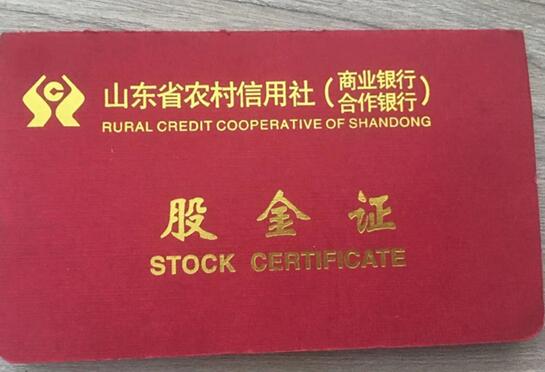 山东省农村信用社（商业银行
合作银行）
RURAL CREDIT COOPERATIVE OF SHANDONG
股金证
STOCK CERTIFICATE